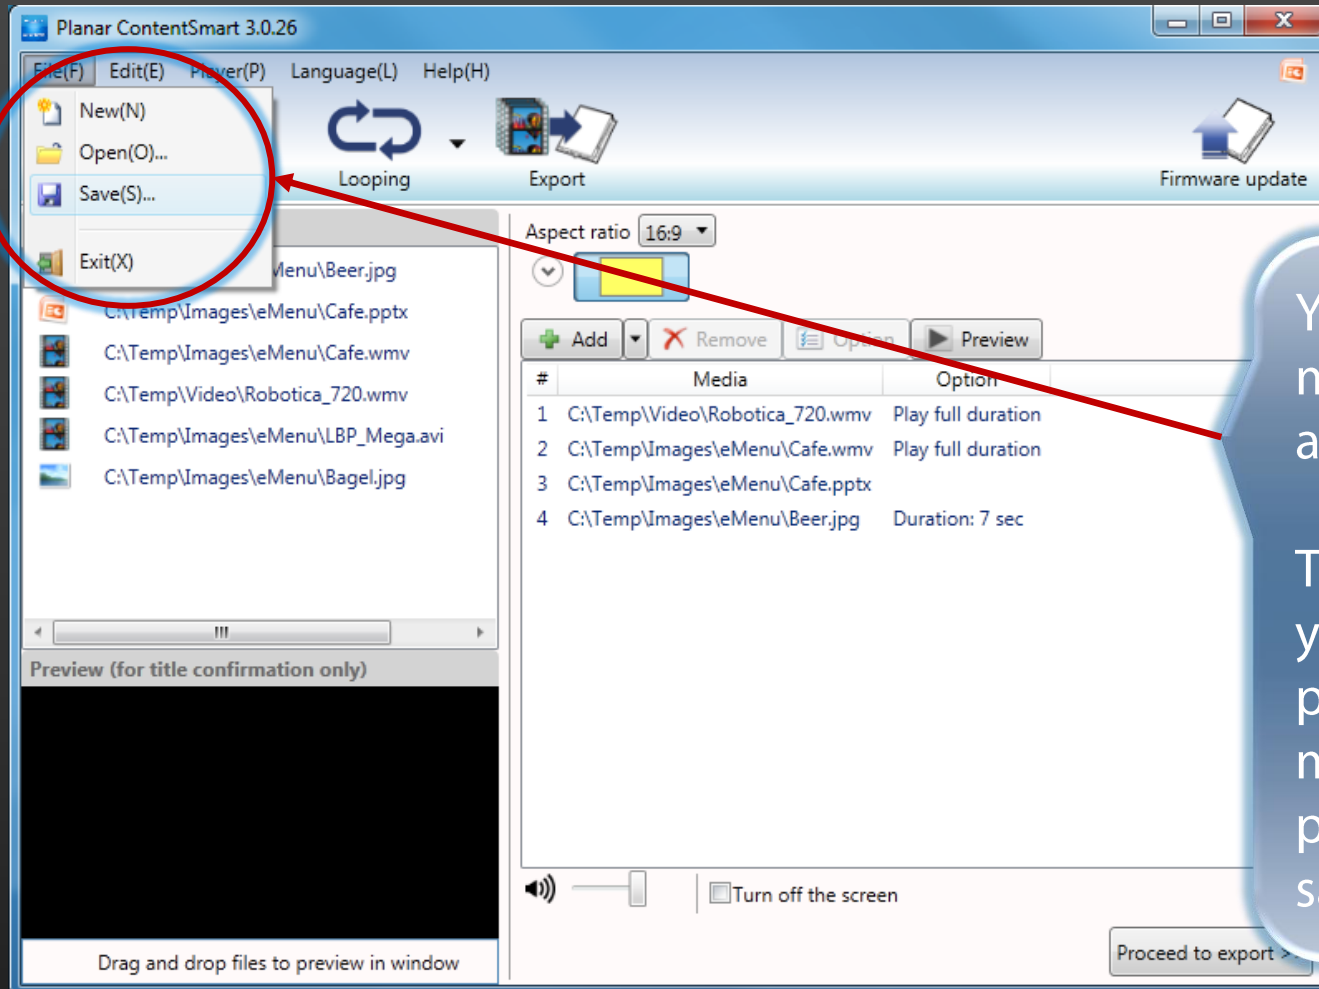 Planar ContentSmart 3.0.26
File(F) Edit(E) Player(P) Language(L) Help(H)
New(N)
Open(O)...
Save(S)...
Exit(X)
Looping
Export
Firmware update
Menu\Beer.jpg
C:\Temp\Images\eMenu\Cafe.pptx
C:\Temp\Images\eMenu\Cafe.wmv
C:\Temp\Video\Robotica_720.wmv
C:\Temp\Images\eMenu\LBP_Mega.avi
C:\Temp\Images\eMenu\Bagel.jpg
Preview (for title confirmation only)
Drag and drop files to preview in window
Aspect ratio 16:9
Add Remove Option Preview
# Media Option
1 C:\Temp\Video\Robotica_720.wmv Play full duration
2 C:\Temp\Images\eMenu\Cafe.wmv Play full duration
3 C:\Temp\Images\eMenu\Cafe.pptx
4 C:\Temp\Images\eMenu\Beer.jpg Duration: 7 sec
Turn off the screen
Proceed to export >